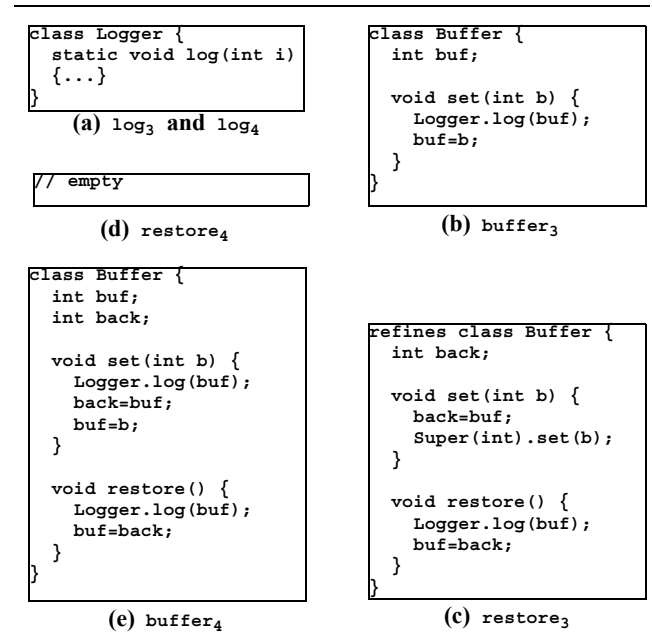 class Logger {
static void log(int i)
{...}
}
(a) log3 and log4
class Buffer {
int buf;
void set(int b) {
Logger.log(buf);
buf=b;
}
}
(b) buffer3
// empty
(d) restore4
class Buffer {
int buf;
int back;
void set(int b) {
Logger.log(buf);
back=buf;
buf=b;
}
void restore() {
Logger.log(buf);
buf=back;
}
}
(e) buffer4
refines class Buffer {
int back;
void set(int b) {
back=buf;
Super(int).set(b);
}
void restore() {
Logger.log(buf);
buf=back;
}
}
(c) restore3